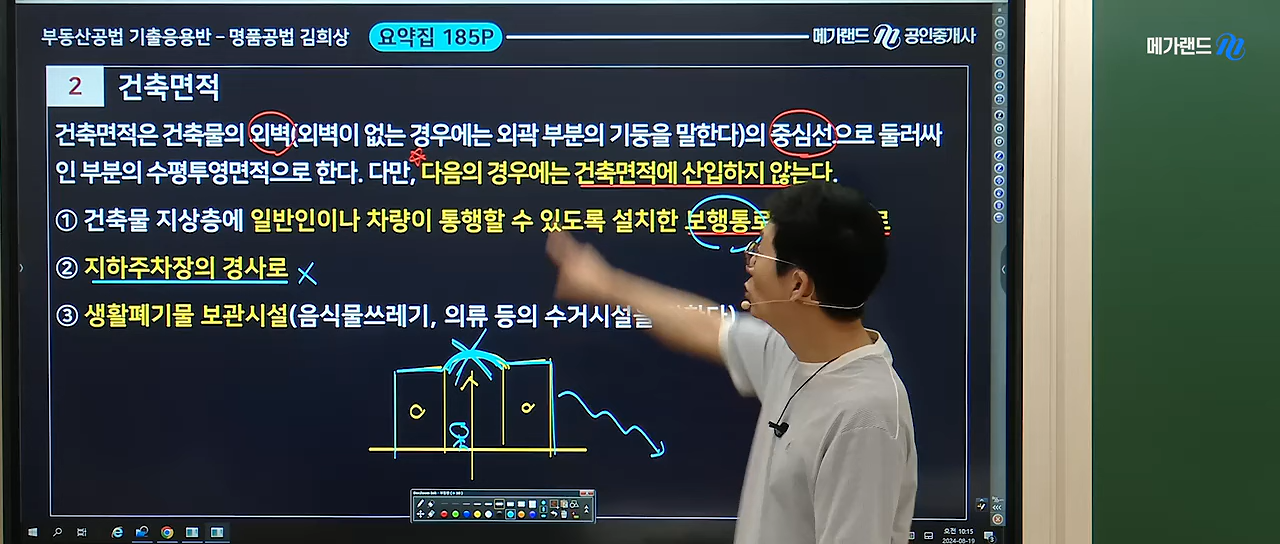 부동산공법 기출응용반 – 명품공법 김희상 요약집 185P 메가랜드 공인중개사
메가랜드
2 건축면적
건축면적은 건축물의 외벽(외벽이 없는 경우에는 외곽 부분의 기둥을 말한다)의 중심선으로 둘러싸
인 부분의 수평투영면적으로 한다. 다만, 다음의 경우에는 건축면적에 산입하지 않는다.
① 건축물 지상층에 일반인이나 차량이 통행할 수 있도록 설치한 보행통로
② 지하주차장의 경사로
③ 생활폐기물 보관시설(음식물쓰레기, 의류 등의 수거시설을
오전 10:15
2024-08-19